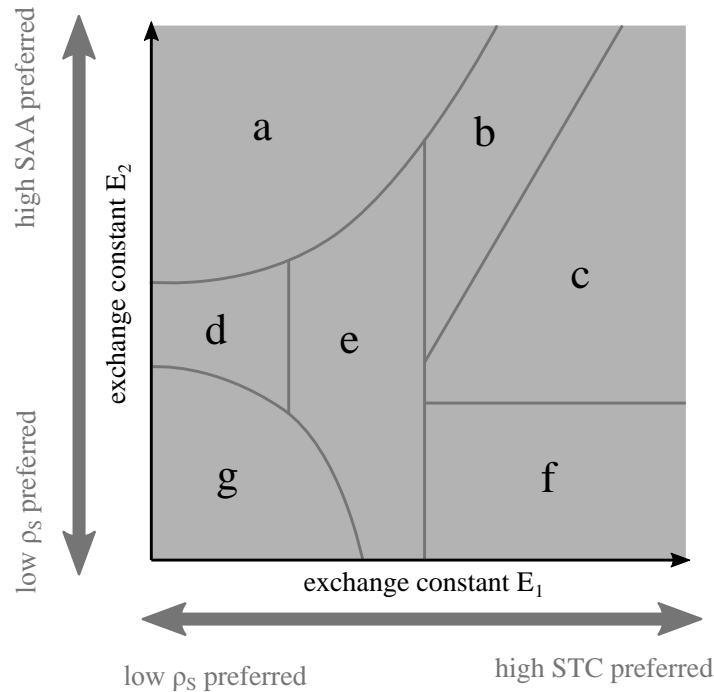 high SAA preferred
low ρS preferred
exchange constant E2
a
b
c
d
e
f
g
exchange constant E1
low ρS preferred
high STC preferred